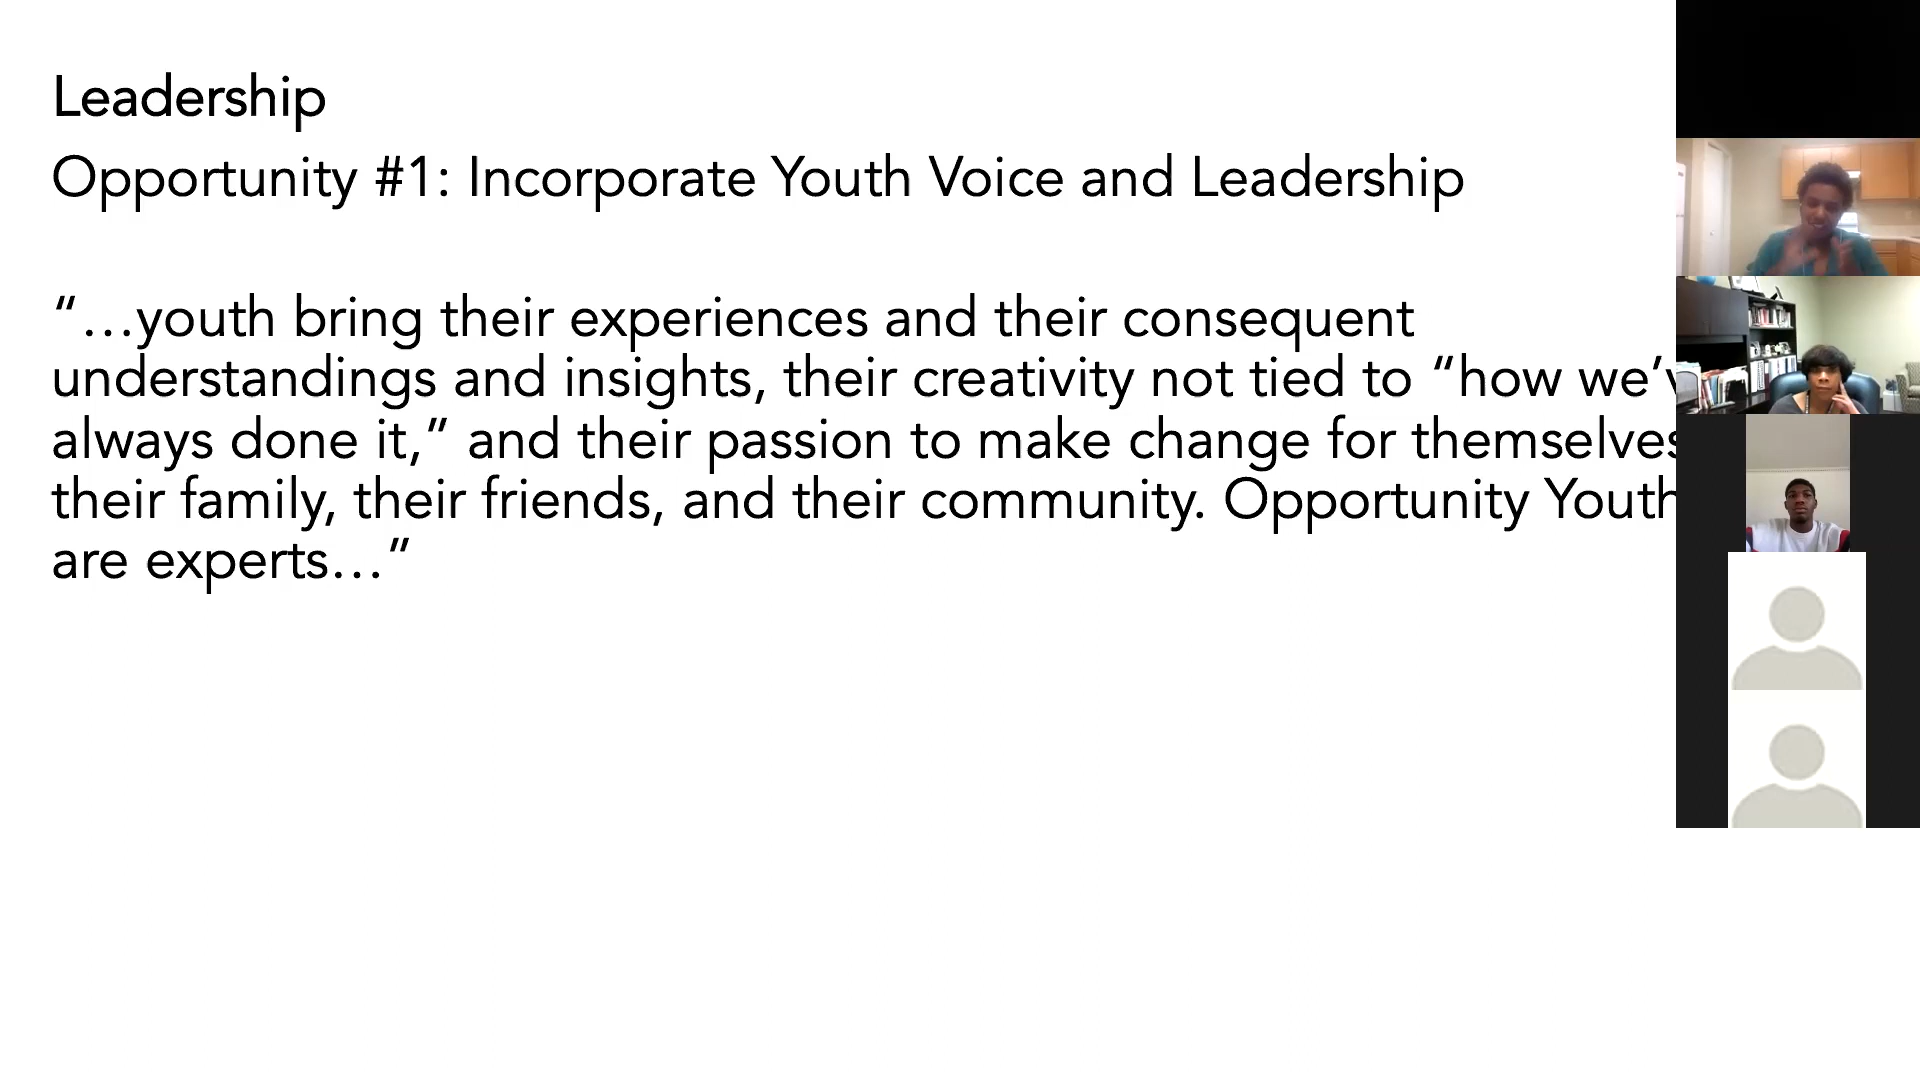 Leadership
Opportunity #1: Incorporate Youth Voice and Leadership
“…youth bring their experiences and their consequent
understandings and insights, their creativity not tied to “how we’v
always done it,” and their passion to make change for themselves
their family, their friends, and their community. Opportunity Youth
are experts…”